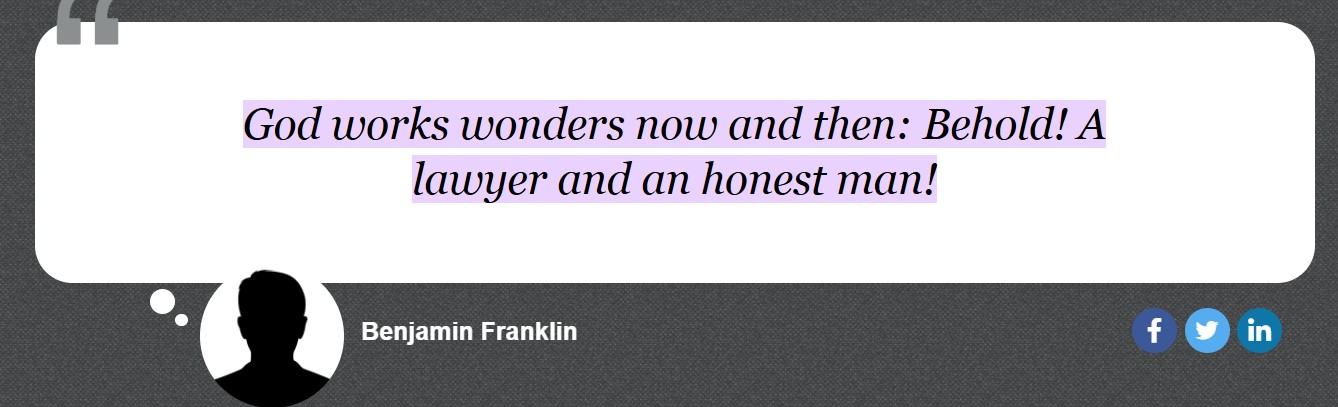 God works wonders now and then: Behold! A
lawyer and an honest man!
Benjamin Franklin